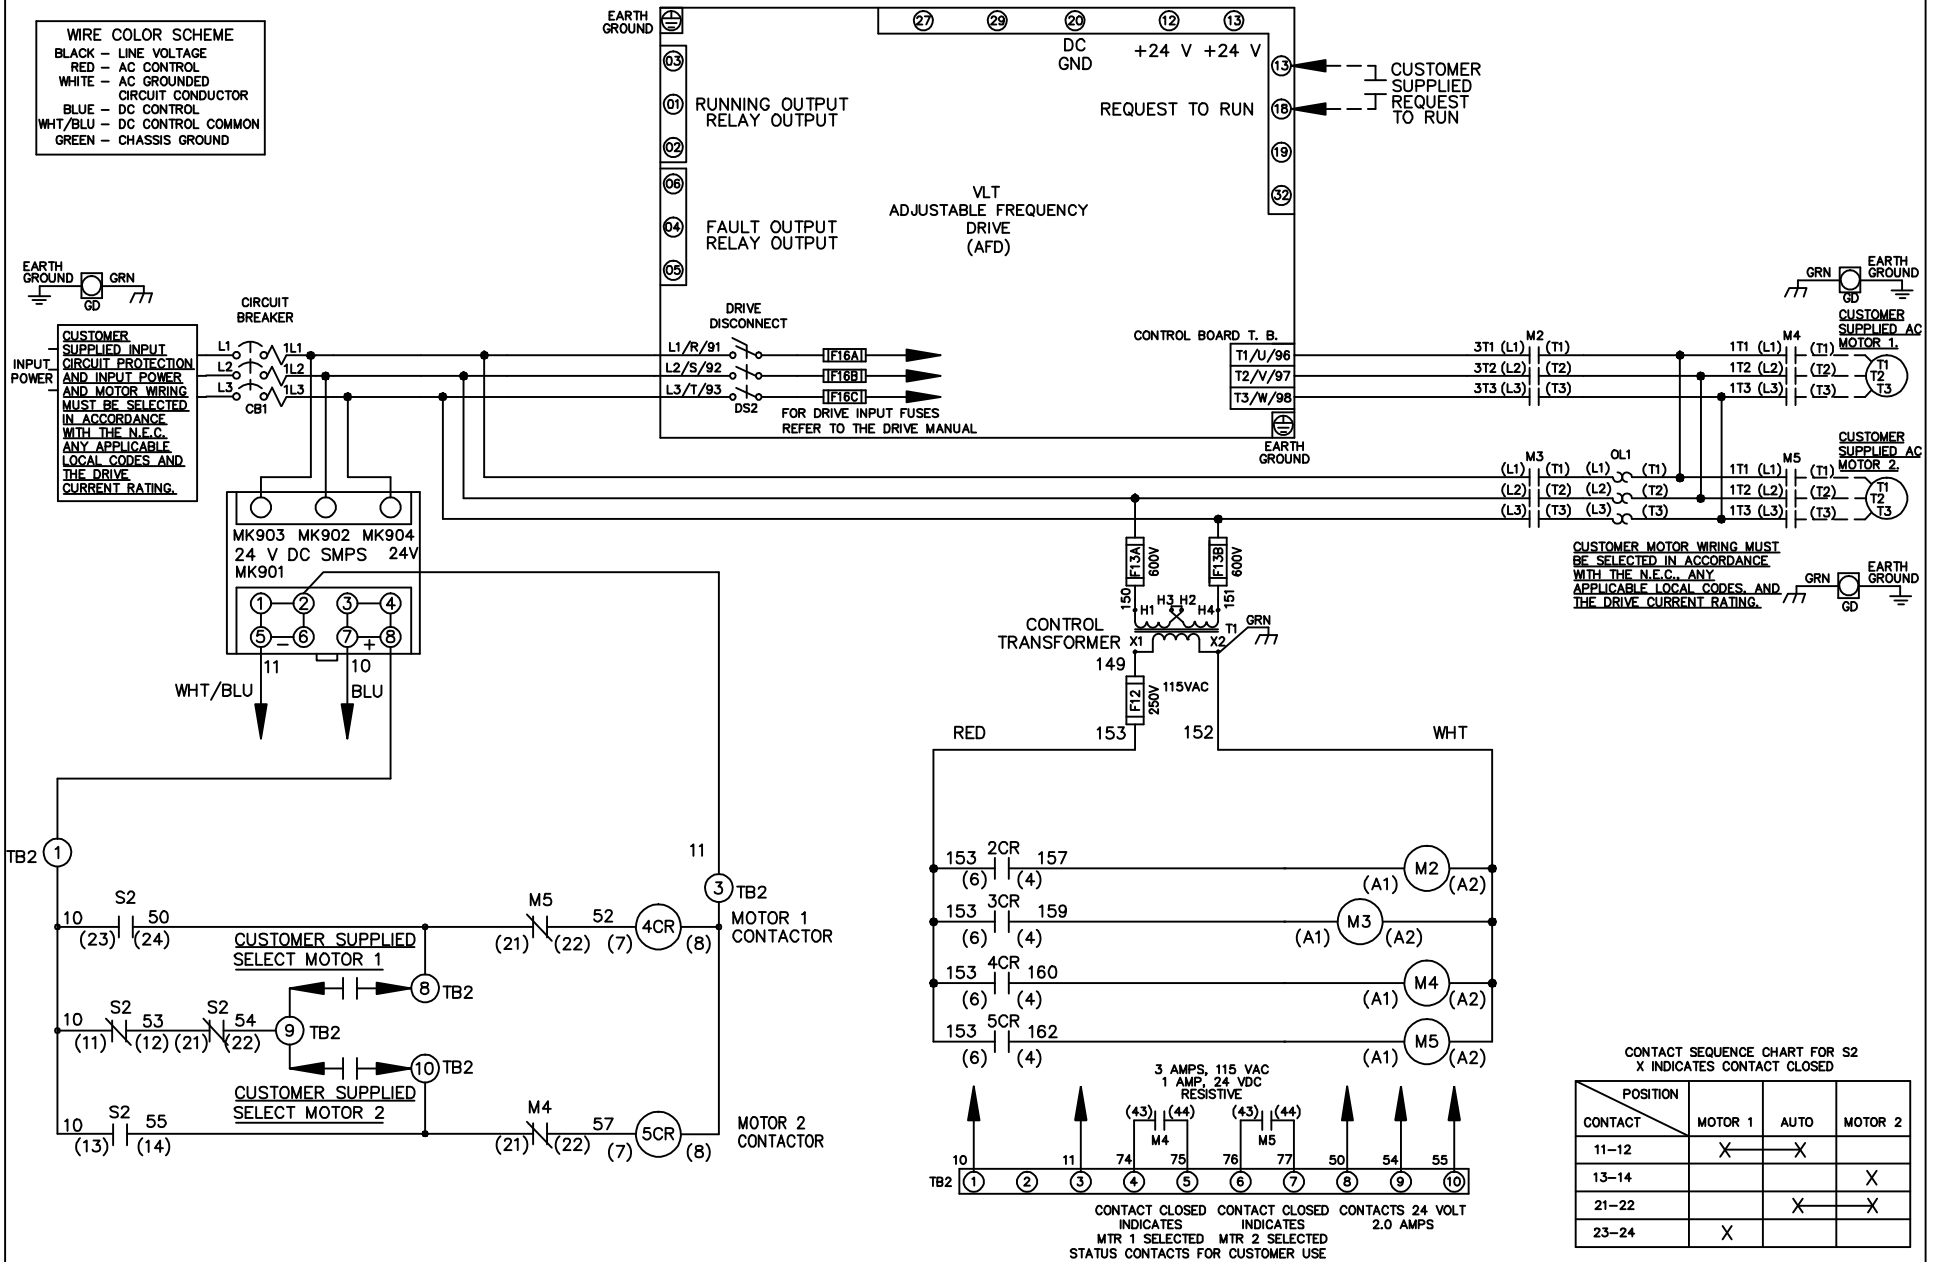 WIRE COLOR SCHEME
BLACK – LINE VOLTAGE
RED – AC CONTROL
WHITE – AC GROUNDED
CIRCUIT CONDUCTOR
BLUE – DC CONTROL
WHT/BLU – DC CONTROL COMMON
GREEN – CHASSIS GROUND
EARTH
GROUND
27 29 20 12 13
DC
GND
+24 V +24 V
03
01
02
RUNNING OUTPUT
RELAY OUTPUT
06
04
05
FAULT OUTPUT
RELAY OUTPUT
13
18
19
32
REQUEST TO RUN
CUSTOMER
SUPPLIED
REQUEST
TO RUN
VLT
ADJUSTABLE FREQUENCY
DRIVE
(AFD)
EARTH
GROUND
GRN
GD
CIRCUIT
BREAKER
INPUT
POWER
CUSTOMER
SUPPLIED INPUT
CIRCUIT PROTECTION
AND INPUT POWER
AND MOTOR WIRING
MUST BE SELECTED
IN ACCORDANCE
WITH THE N.E.C.
ANY APPLICABLE
LOCAL CODES AND
THE DRIVE
CURRENT RATING.
L1 1L1
L2 1L2
L3 1L3
CB1
DRIVE
DISCONNECT
L1/R/91 F16A
L2/S/92 F16B
L3/T/93 F16C
DS2
FOR DRIVE INPUT FUSES
REFER TO THE DRIVE MANUAL
CONTROL BOARD T. B.
T1/U/96
T2/V/97
T3/W/98
EARTH
GROUND
M2
3T1 (L1) (T1)
3T2 (L2) (T2)
3T3 (L3) (T3)
M4
1T1 (L1) (T1)
1T2 (L2) (T2)
1T3 (L3) (T3)
GRN
EARTH
GROUND
GD
CUSTOMER
SUPPLIED AC
MOTOR 1.
T1
T2
T3
M3 OL1
(L1) (T1) (L1) (T1)
(L2) (T2) (L2) (T2)
(L3) (T3) (L3) (T3)
M5
1T1 (L1) (T1)
1T2 (L2) (T2)
1T3 (L3) (T3)
CUSTOMER
SUPPLIED AC
MOTOR 2.
T1
T2
T3
CUSTOMER MOTOR WIRING MUST
BE SELECTED IN ACCORDANCE
WITH THE N.E.C., ANY
APPLICABLE LOCAL CODES, AND
THE DRIVE CURRENT RATING.
GRN
EARTH
GROUND
GD
MK903 MK902 MK904
24 V DC SMPS 24V
MK901
1 2 3 4
5 – 6 7 + 8
11 10
WHT/BLU BLU
F13A 600V F13B 600V
150 151
H1 H3 H2 H4
CONTROL
TRANSFORMER
X1 X2 T1 GRN
149
F12 250V 115VAC
153 152
RED WHT
TB2 1
11
3 TB2
S2
10 50
(23) (24)
M5
52
(21) (22) (7) 4CR (8)
MOTOR 1
CONTACTOR
CUSTOMER SUPPLIED
SELECT MOTOR 1
8 TB2
S2 S2
10 53 54
(11) (12) (21) (22)
9 TB2
10 TB2
CUSTOMER SUPPLIED
SELECT MOTOR 2
S2
10 55
(13) (14)
M4
57
(21) (22) (7) 5CR (8)
MOTOR 2
CONTACTOR
2CR
153 157 M2
(6) (4) (A1) (A2)
3CR
153 159 M3
(6) (4) (A1) (A2)
4CR
153 160 M4
(6) (4) (A1) (A2)
5CR
153 162 M5
(6) (4) (A1) (A2)
3 AMPS, 115 VAC
1 AMP, 24 VDC
RESISTIVE
(43) (44) (43) (44)
M4 M5
10 11 74 75 76 77 50 54 55
TB2 1 2 3 4 5 6 7 8 9 10
CONTACT CLOSED
INDICATES
MTR 1 SELECTED
CONTACT CLOSED
INDICATES
MTR 2 SELECTED
CONTACTS 24 VOLT
2.0 AMPS
STATUS CONTACTS FOR CUSTOMER USE
CONTACT SEQUENCE CHART FOR S2
X INDICATES CONTACT CLOSED
POSITION
CONTACT MOTOR 1 AUTO MOTOR 2
11–12 X X
13–14 X
21–22 X X
23–24 X